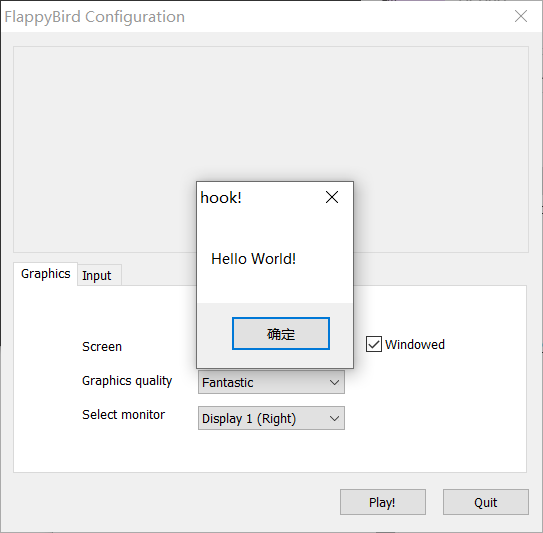 FlappyBird Configuration
hook!
Hello World!
确定
Graphics
Input
Screen
Windowed
Graphics quality
Fantastic
Select monitor
Display 1 (Right)
Play!
Quit